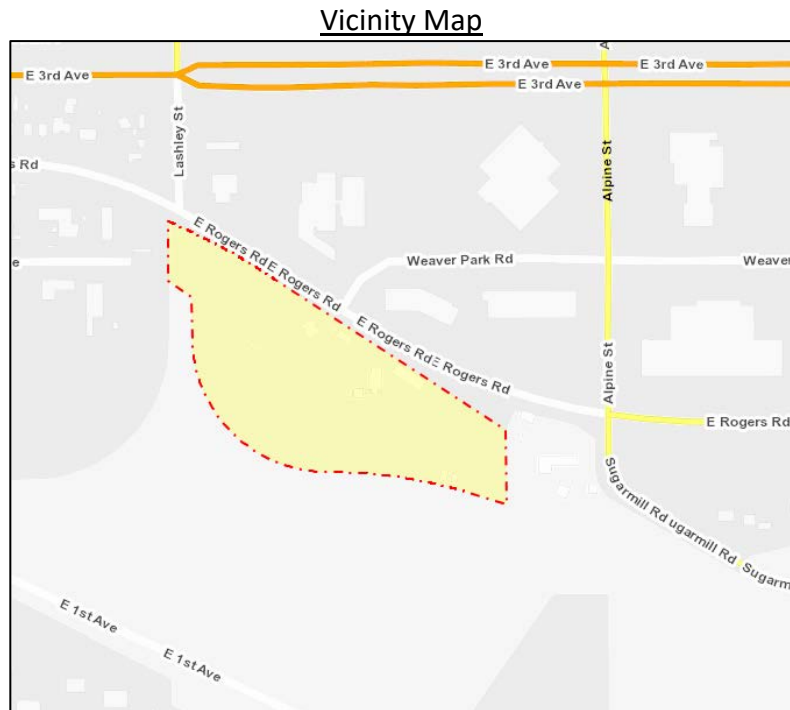 Vicinity Map
A
E 3rd Ave
E 3rd Ave
E 3rd Ave
E 3rd Ave
Lashley St
Alpine St
s Rd
E Rogers Rd
E Rogers Rd
Weaver Park Rd
Weaver
e
E Rogers Rd
E Rogers Rd
Alpine St
E Rogers Rd
Sugarmill Rd
ugarmill Rd
Sugarm
E 1st Ave
E 1st Ave